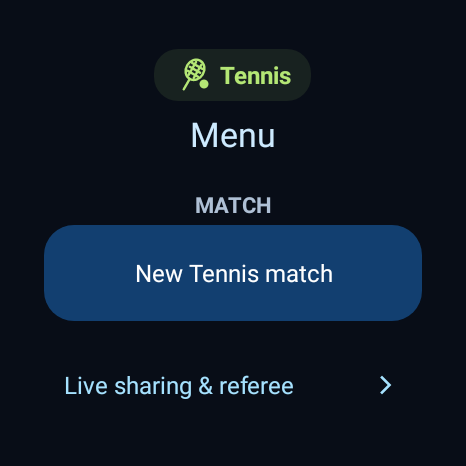 Tennis
Menu
MATCH
New Tennis match
Live sharing & referee